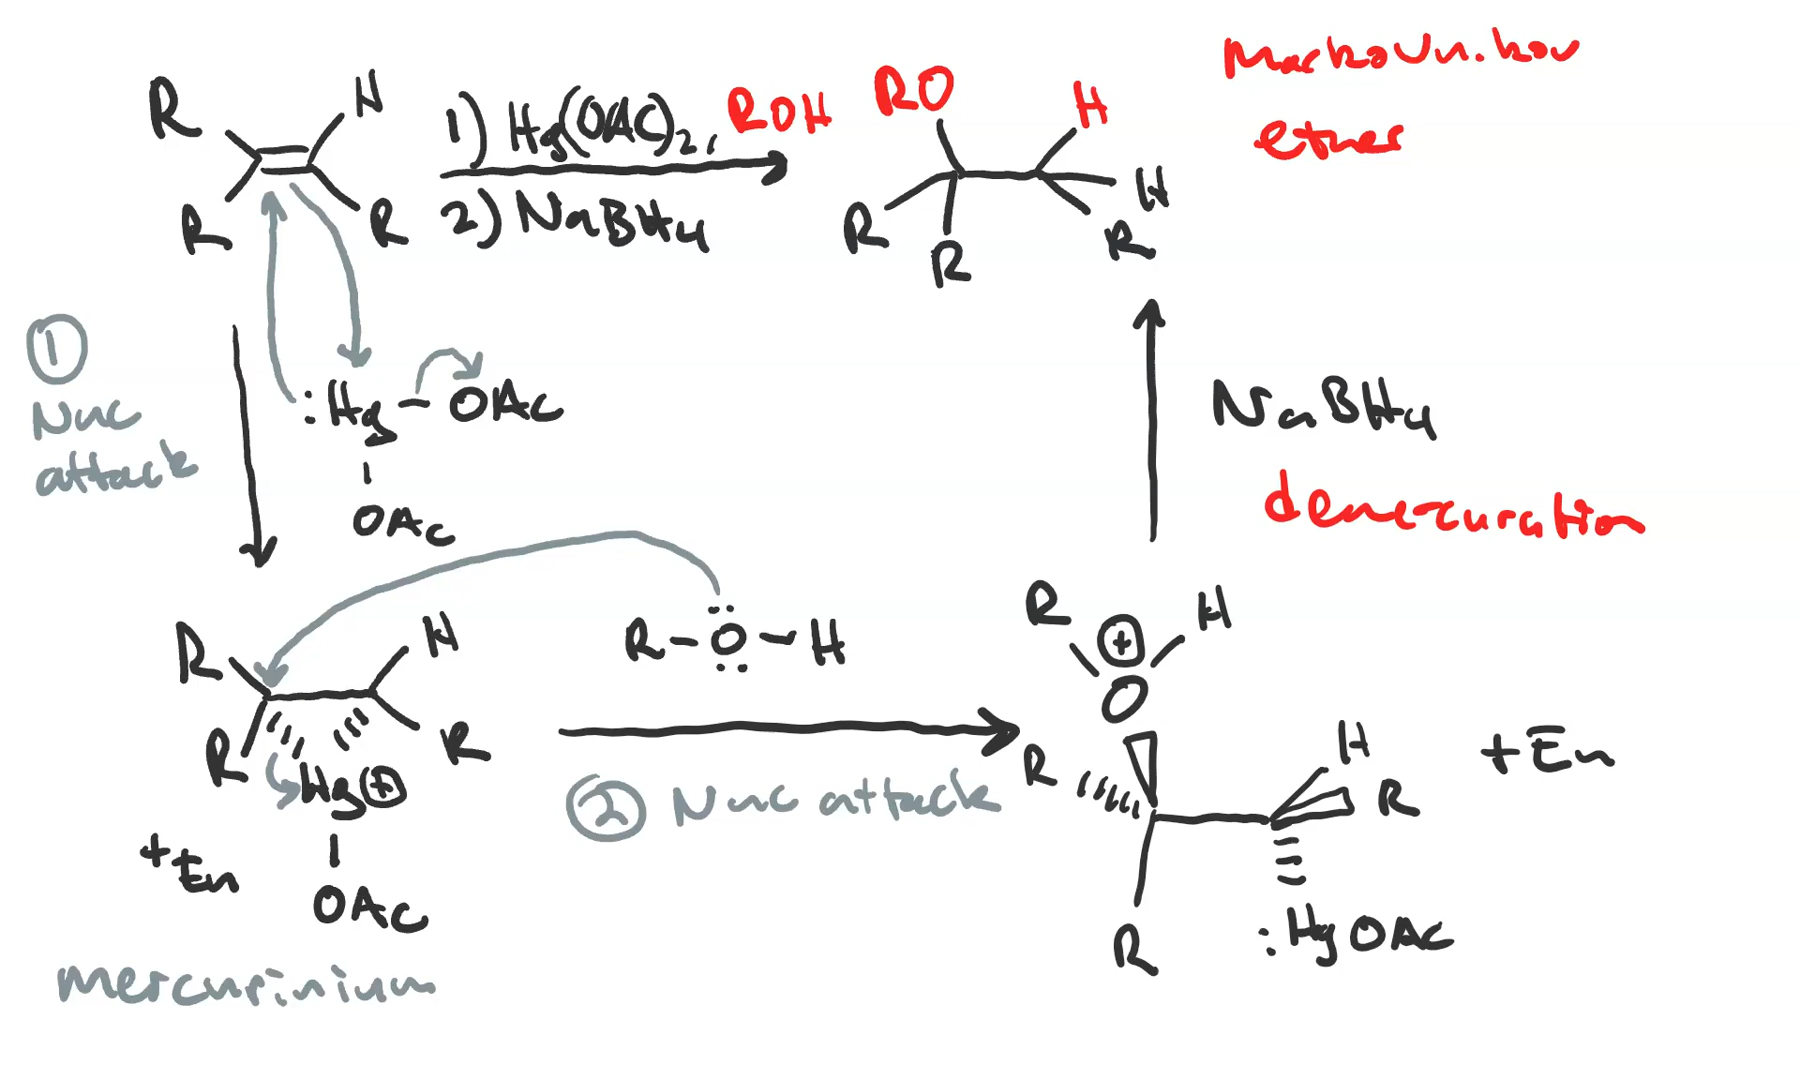 R H
1) Hg(OAc)2, ROH
2) NaBH4
R R
RO H
H
R R R
Markovnikov
ether
1
Nuc
attack
:Hg - OAc
OAc
NaBH4
demercuration
R H
R R
Hg +
OAc
+ En
mercurinium
R - O - H
2 Nuc attack
R + H
O
R H
R
R
:HgOAc
+ En